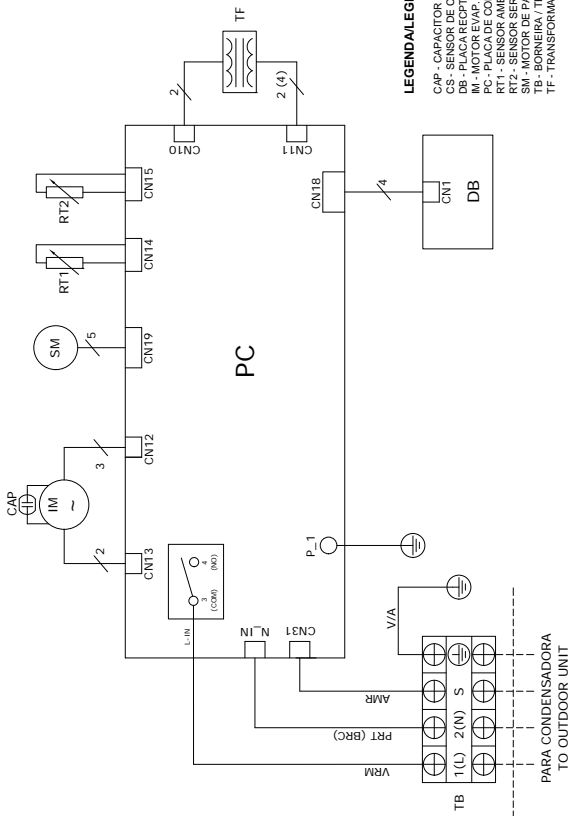 CAP
IM
~
2
3
SM
5
RT1
RT2
TF
2
2 (4)
CN13
CN12
CN19
CN14
CN15
CN10
CN11
CN18
PC
3
(COM)
4
(NO)
L-IN
N_IN
CN31
P_1
4
CN1
DB
VRM
PRT (BRC)
AMR
V/A
TB
1(L)
2(N)
S
PARA CONDENSADORA
TO OUTDOOR UNIT
LEGENDA/LEGE
CAP - CAPACITOR
CS - SENSOR DE C
DB - PLACA RECPT
IM - MOTOR EVAP.
PC - PLACA DE CO
RT1 - SENSOR AM
RT2 - SENSOR SER
SM - MOTOR DE PA
TB - BORNEIRA / T
TF - TRANSFORMA